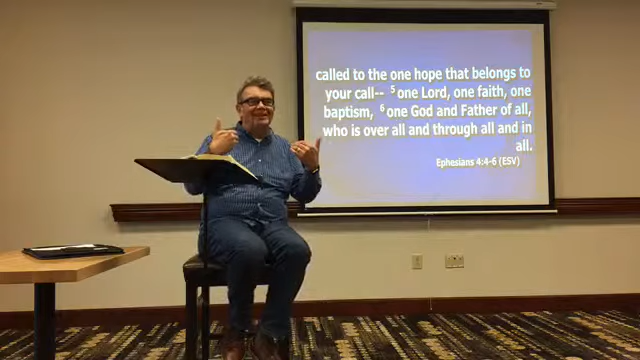 called to the one hope that belongs to
your call-- ⁵ one Lord, one faith, one
baptism, ⁶ one God and Father of all,
who is over all and through all and in
all.
Ephesians 4:4-6 (ESV)